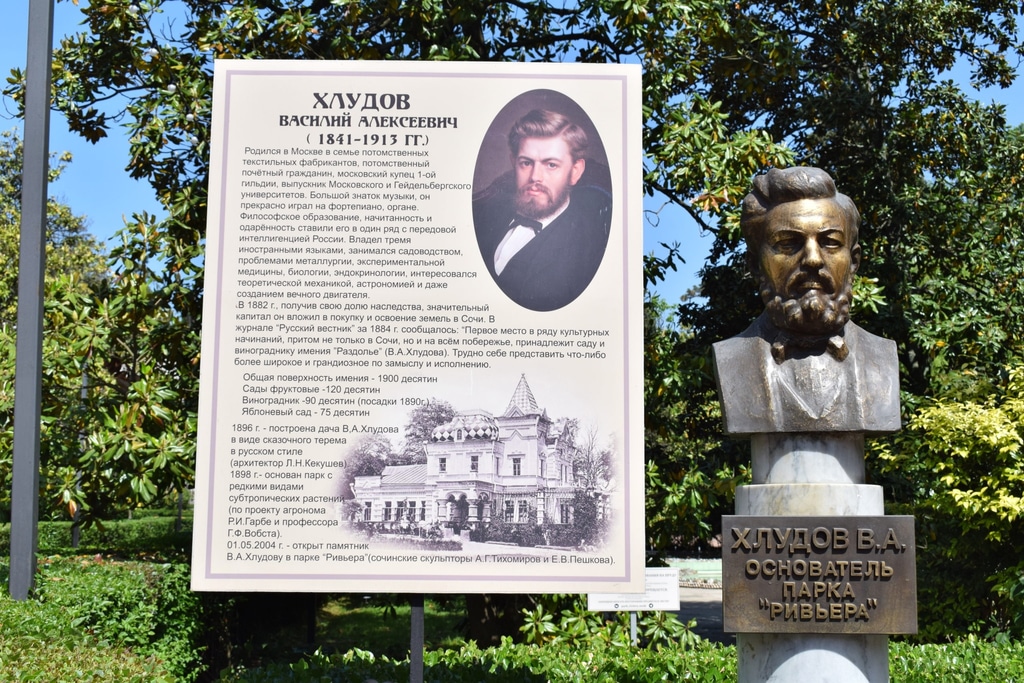 ХЛУДОВ
ВАСИЛИЙ АЛЕКСЕЕВИЧ
( 1841-1913 ГГ.)
Родился в Москве в семье потомственных
текстильных фабрикантов, потомственный
почётный гражданин, московский купец 1-ой
гильдии, выпускник Московского и Гейдельбергского
университетов. Большой знаток музыки, он
прекрасно играл на фортепиано, органе.
Философское образование, начитанность и
одарённость ставили его в один ряд с передовой
интеллигенцией России. Владел тремя
иностранными языками, занимался садоводством,
проблемами металлургии, экспериментальной
медицины, биологии, эндокринологии, интересовался
теоретической механикой, астрономией и даже
созданием вечного двигателя.
.В 1882 г., получив свою долю наследства, значительный
капитал он вложил в покупку и освоение земель в Сочи. В
журнале "Русский вестник" за 1884 г. сообщалось: "Первое место в ряду культурных
начинаний, притом не только в Сочи, но и на всём побережье, принадлежит саду и
винограднику имения "Раздолье" (В.А.Хлудова). Трудно себе представить что-либо
более широкое и грандиозное по замыслу и исполнению.
Общая поверхность имения - 1900 десятин
Сады фруктовые -120 десятин
Виноградник -90 десятин (посадки 1890г.)
Яблоневый сад - 75 десятин
1896 г. - построена дача В,А.Хлудова
в виде сказочного терема
в русском стиле
(архитектор Л.Н.Кекушев)
1898 г.- основан парк с
редкими видами
субтропических растений
(по проекту агронома
Р.И.Гарбе и профессора
Г.Ф.Вобста).
01.05.2004 г. - открыт памятник
В.А.Хлудову в парке "Ривьера"(сочинские скульпторы А.Г.Тихомиров и Е.В.Пешкова).
ХЛУДОВ В.А.
ОСНОВАТЕЛЬ
ПАРКА
"РИВЬЕРА"